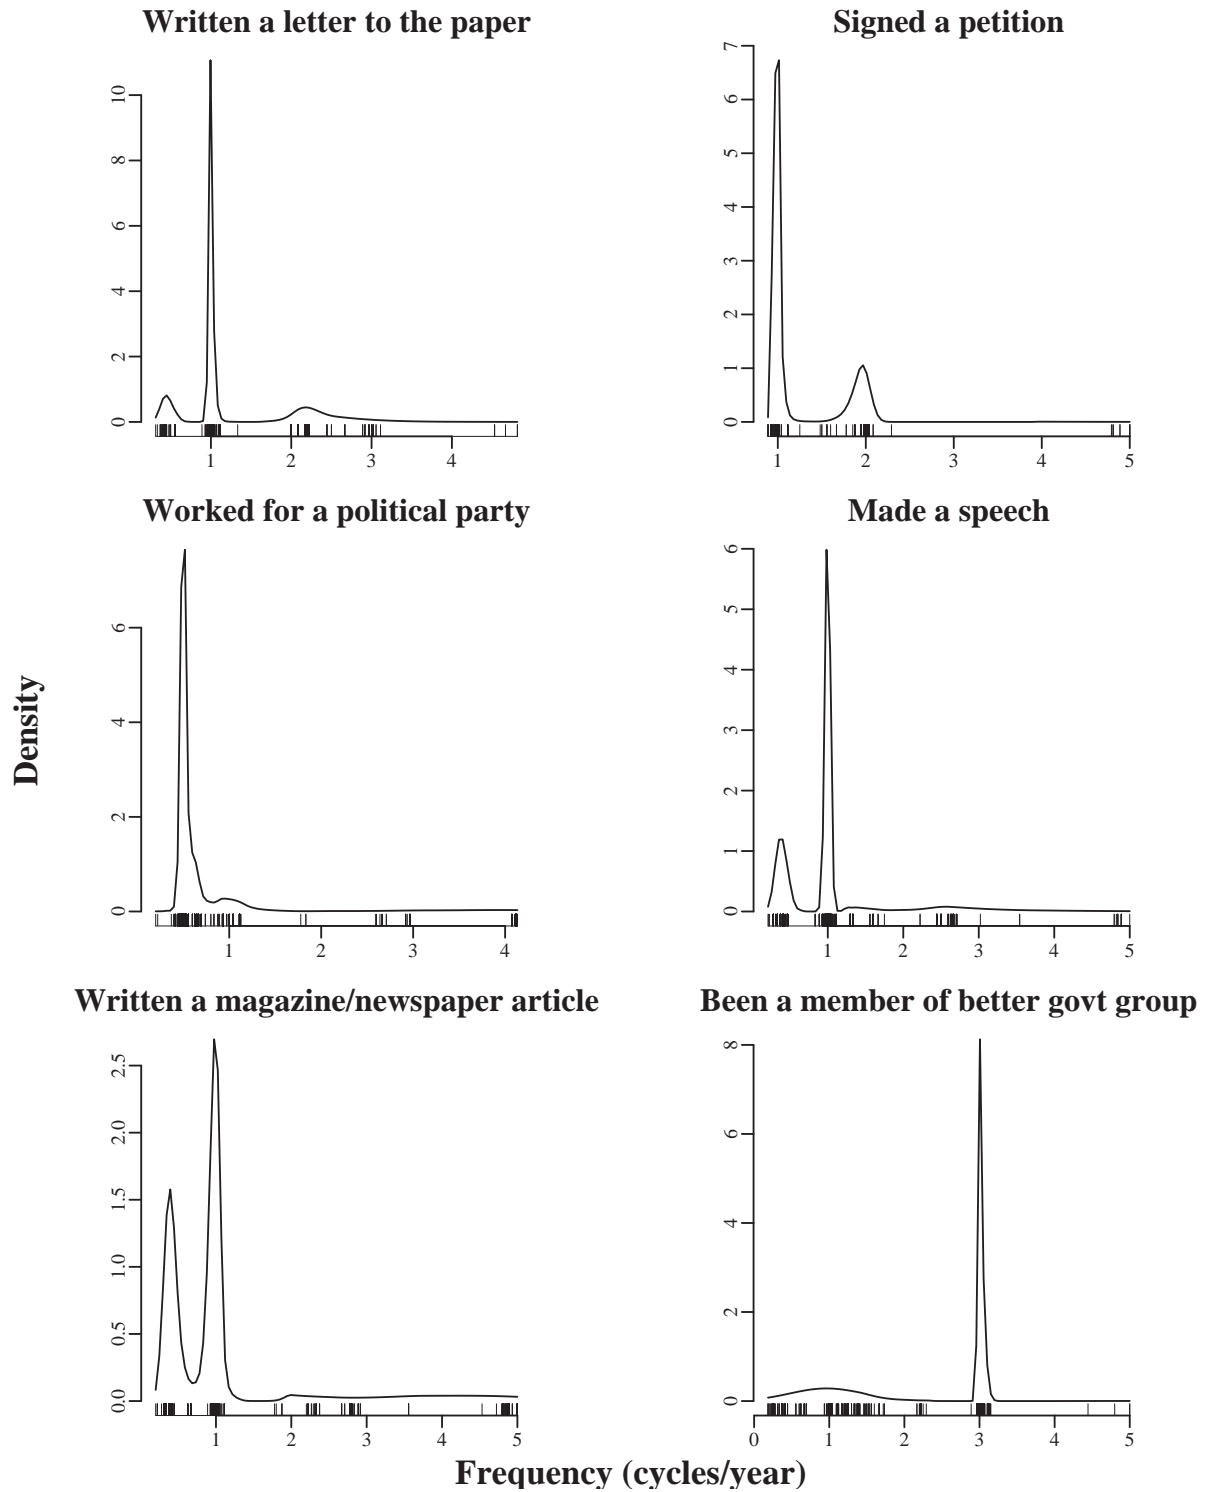 Written a letter to the paper
Signed a petition
0 2 4 6 8 10
1 2 3 4
0 1 2 3 4 5 6 7
1 2 3 4 5
Worked for a political party
Made a speech
Density
0 2 4 6
1 2 3 4
0 1 2 3 4 5 6
1 2 3 4 5
Written a magazine/newspaper article
Been a member of better govt group
0.0 0.5 1.0 1.5 2.0 2.5
1 2 3 4 5
0 2 4 6 8
0 1 2 3 4 5
Frequency (cycles/year)